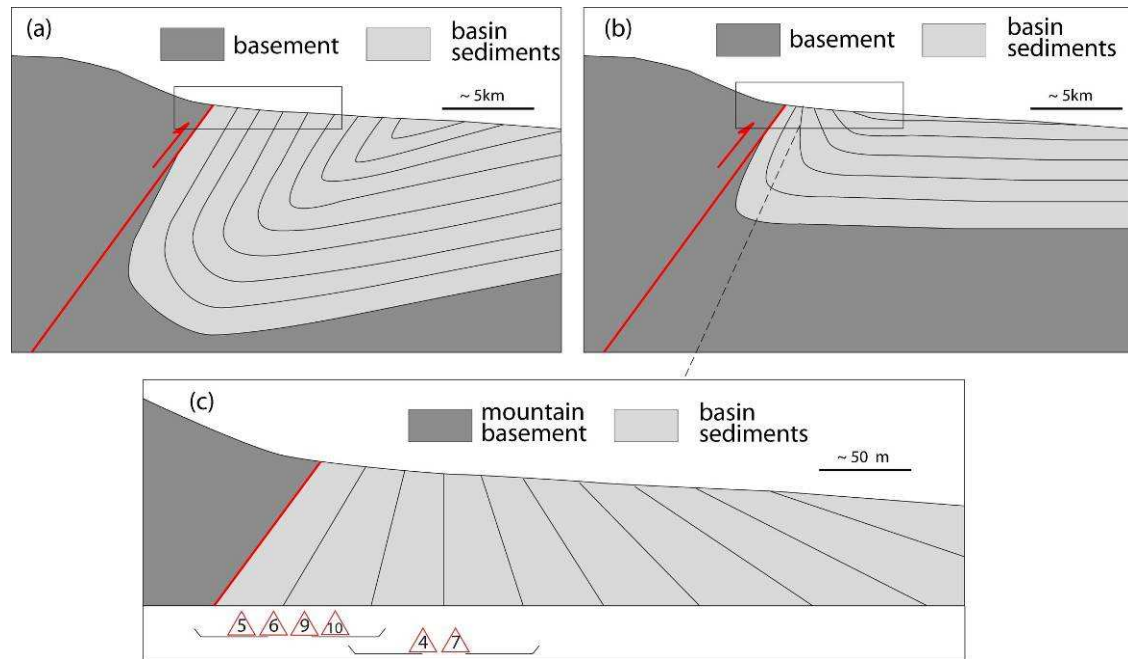 (a)
basement
basin
sediments
~ 5km
(b)
basement
basin
sediments
~ 5km
(c)
mountain
basement
basin
sediments
~ 50 m
5 6 9 10
4 7